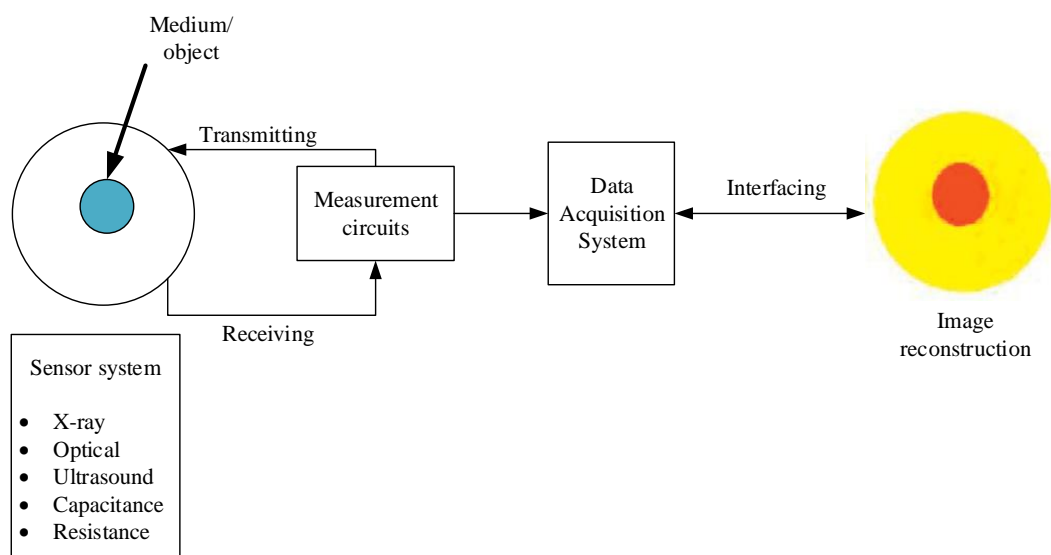 Medium/
object
Transmitting
Measurement
circuits
Receiving
Data
Acquisition
System
Interfacing
Image
reconstruction
Sensor system
• X-ray
• Optical
• Ultrasound
• Capacitance
• Resistance